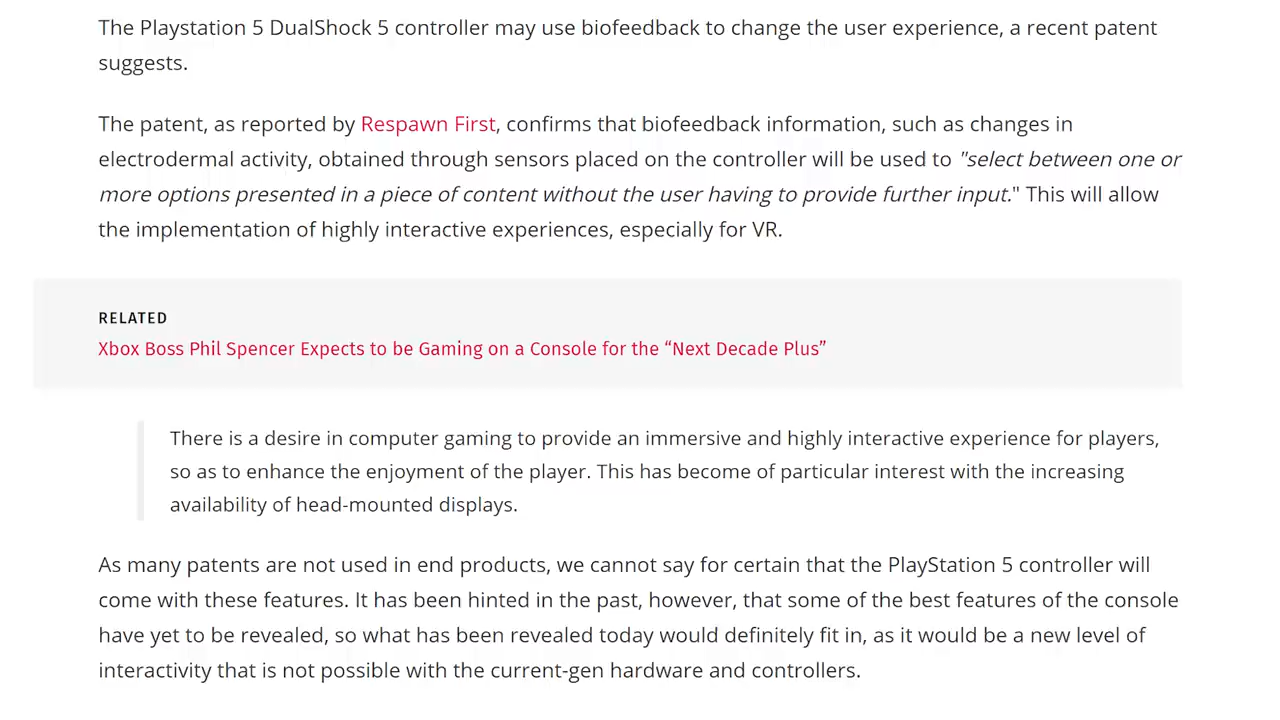 The Playstation 5 DualShock 5 controller may use biofeedback to change the user experience, a recent patent
suggests.
The patent, as reported by Respawn First, confirms that biofeedback information, such as changes in
electrodermal activity, obtained through sensors placed on the controller will be used to "select between one or
more options presented in a piece of content without the user having to provide further input." This will allow
the implementation of highly interactive experiences, especially for VR.
RELATED
Xbox Boss Phil Spencer Expects to be Gaming on a Console for the “Next Decade Plus”
There is a desire in computer gaming to provide an immersive and highly interactive experience for players,
so as to enhance the enjoyment of the player. This has become of particular interest with the increasing
availability of head-mounted displays.
As many patents are not used in end products, we cannot say for certain that the PlayStation 5 controller will
come with these features. It has been hinted in the past, however, that some of the best features of the console
have yet to be revealed, so what has been revealed today would definitely fit in, as it would be a new level of
interactivity that is not possible with the current-gen hardware and controllers.